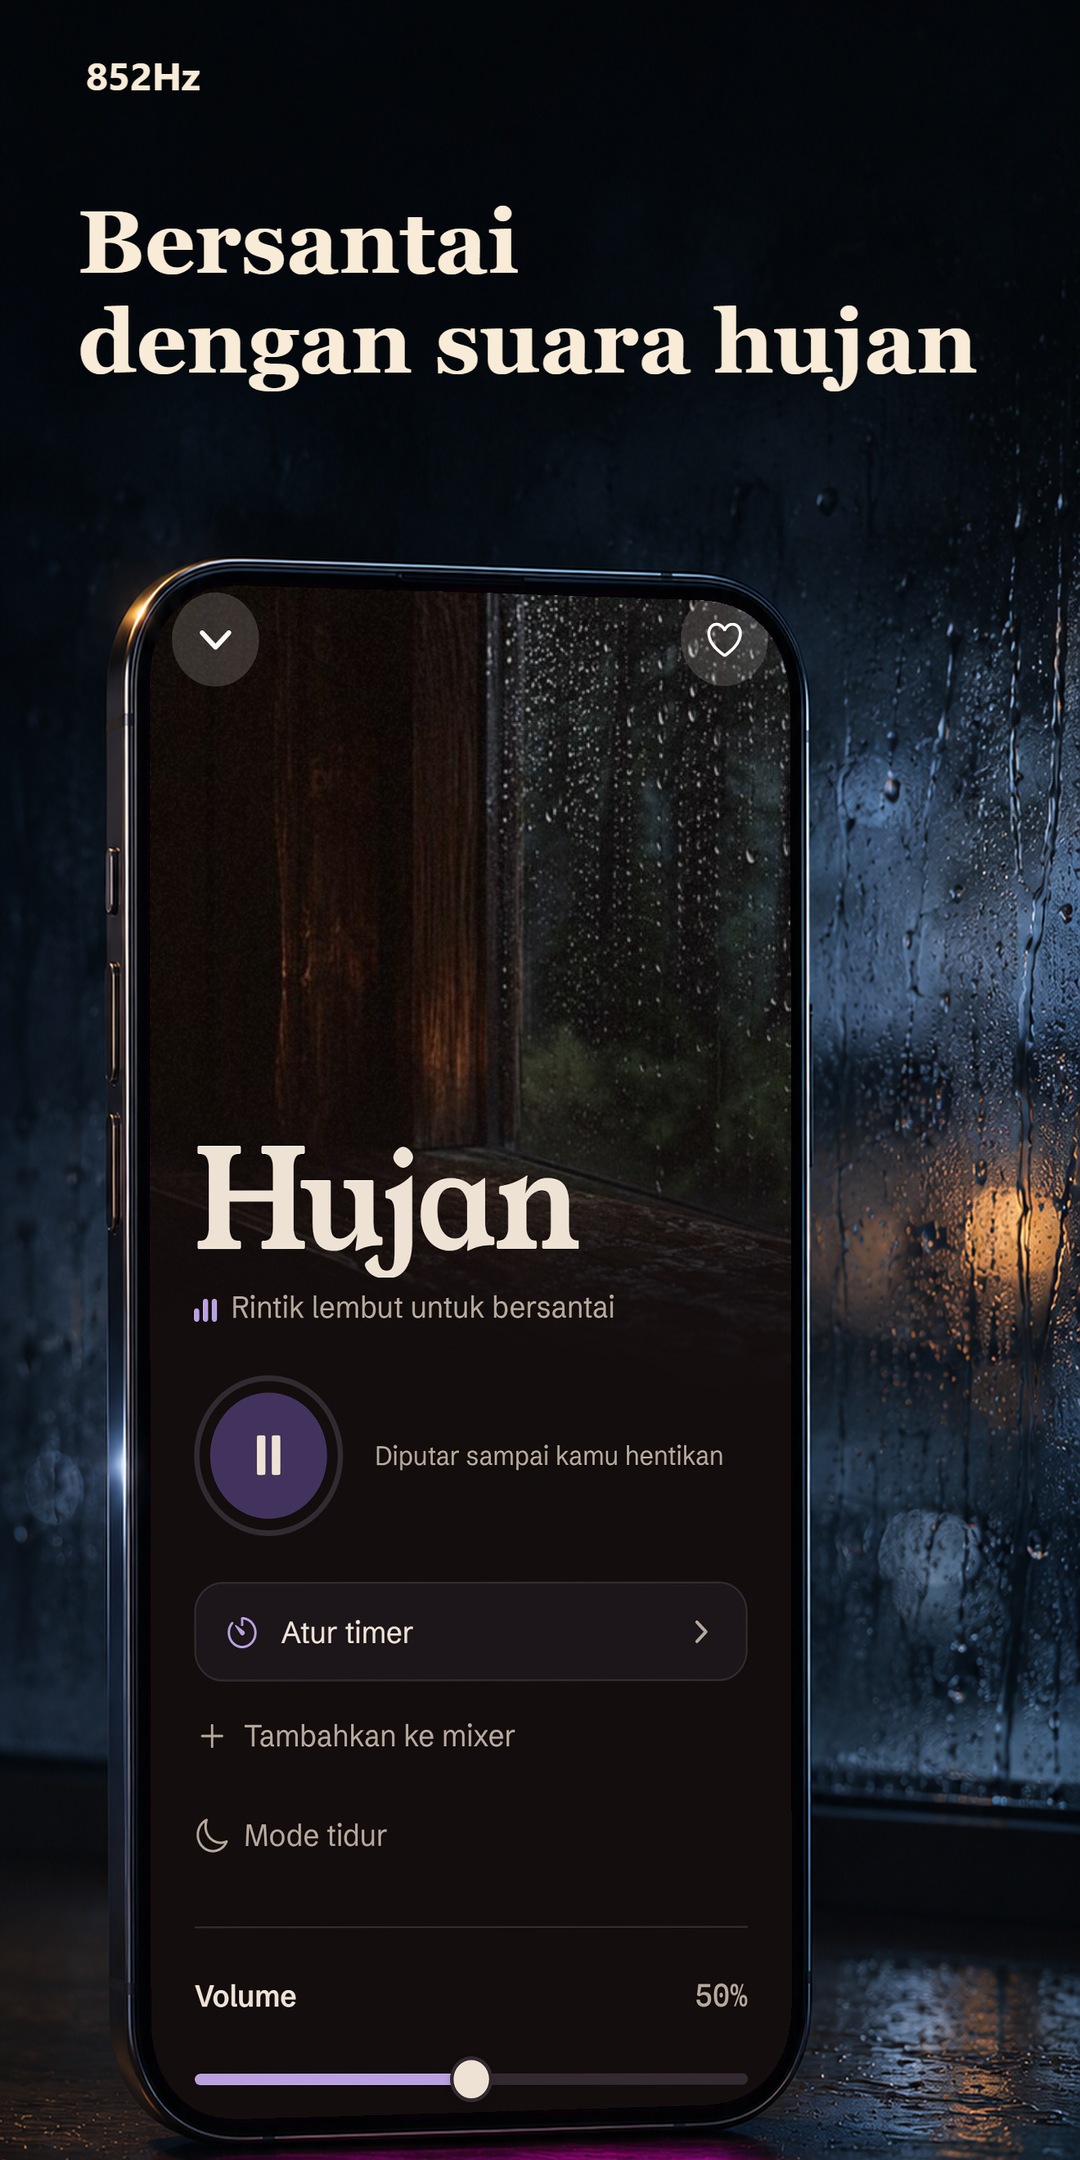 852Hz
Bersantai
dengan suara hujan
Hujan
Rintik lembut untuk bersantai
Diputar sampai kamu hentikan
Atur timer
Tambahkan ke mixer
Mode tidur
Volume
50%